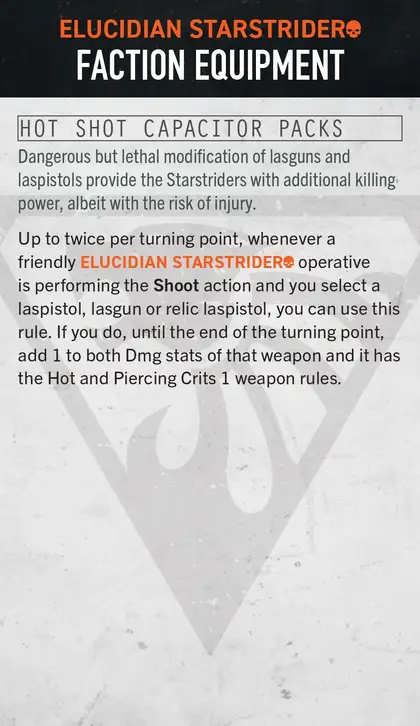 ELUCIDIAN STARSTRIDER
FACTION EQUIPMENT
HOT SHOT CAPACITOR PACKS
Dangerous but lethal modification of lasguns and
laspistols provide the Starstriders with additional killing
power, albeit with the risk of injury.
Up to twice per turning point, whenever a
friendly ELUCIDIAN STARSTRIDER operative
is performing the Shoot action and you select a
laspistol, lasgun or relic laspistol, you can use this
rule. If you do, until the end of the turning point,
add 1 to both Dmg stats of that weapon and it has
the Hot and Piercing Crits 1 weapon rules.